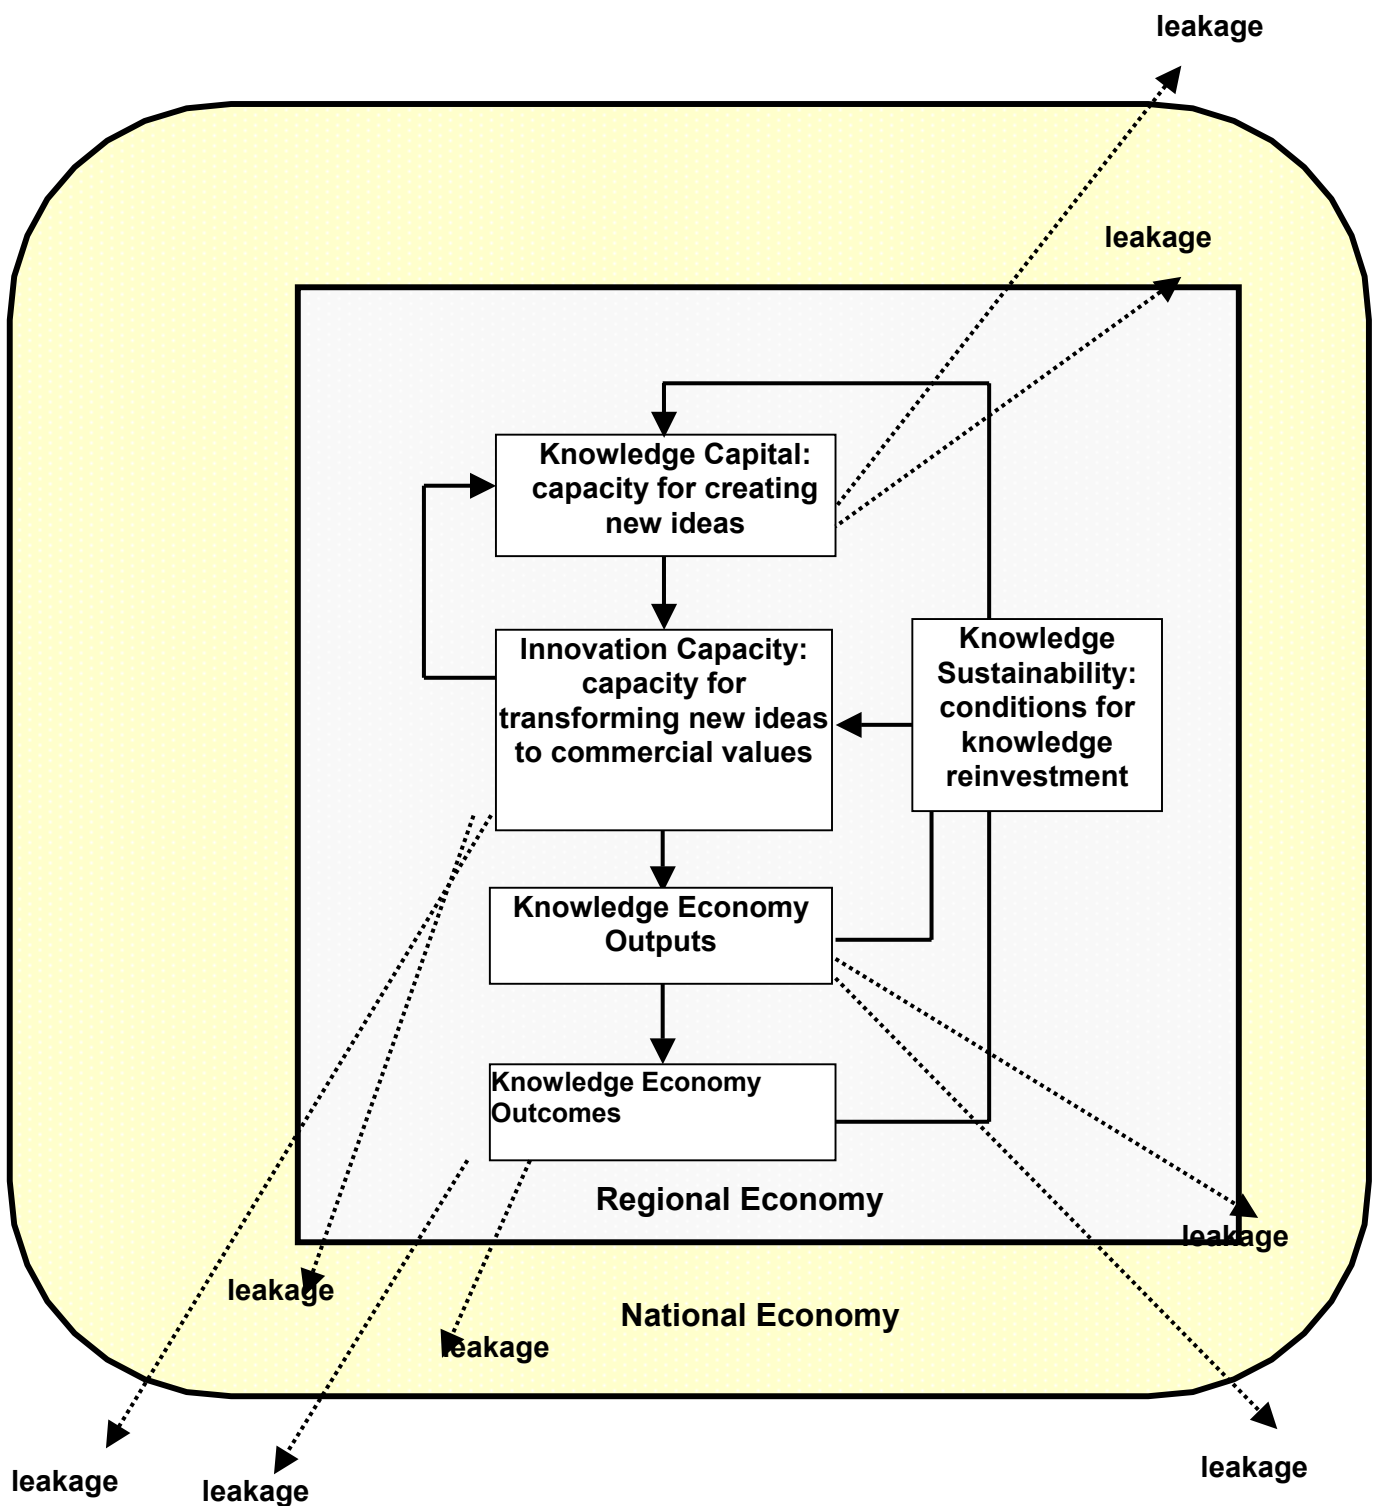 leakage
leakage
Knowledge Capital:
capacity for creating
new ideas
Innovation Capacity:
capacity for
transforming new ideas
to commercial values
Knowledge
Sustainability:
conditions for
knowledge
reinvestment
Knowledge Economy
Outputs
Knowledge Economy
Outcomes
Regional Economy
leakage
leakage
National Economy
leakage
leakage
leakage
leakage